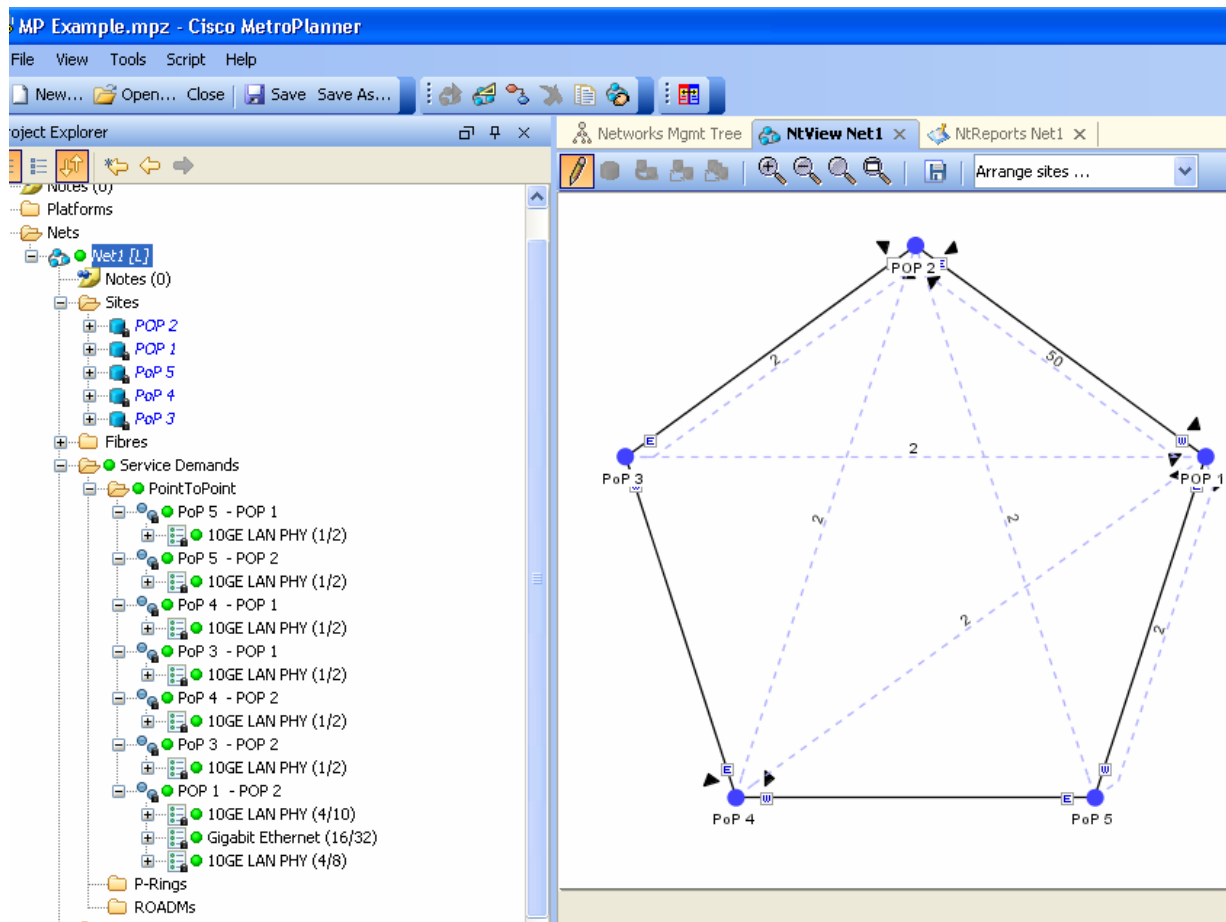 MP Example.mpz - Cisco MetroPlanner
File View Tools Script Help
New... Open... Close Save Save As...
roject Explorer
Notes (0)
Platforms
Nets
Net1 [L]
Notes (0)
Sites
POP 2
POP 1
PoP 5
PoP 4
PoP 3
Fibres
Service Demands
PointToPoint
PoP 5 - POP 1
10GE LAN PHY (1/2)
PoP 5 - POP 2
10GE LAN PHY (1/2)
PoP 4 - POP 1
10GE LAN PHY (1/2)
PoP 3 - POP 1
10GE LAN PHY (1/2)
PoP 4 - POP 2
10GE LAN PHY (1/2)
PoP 3 - POP 2
10GE LAN PHY (1/2)
POP 1 - POP 2
10GE LAN PHY (4/10)
Gigabit Ethernet (16/32)
10GE LAN PHY (4/8)
P-Rings
ROADMs
Networks Mgmt Tree NtView Net1 NtReports Net1
Arrange sites ...
POP 2 E
2
50
E
W
2
PoP 3
W
POP 1
E
2
2
2
2
E
W
W
E
PoP 4
PoP 5